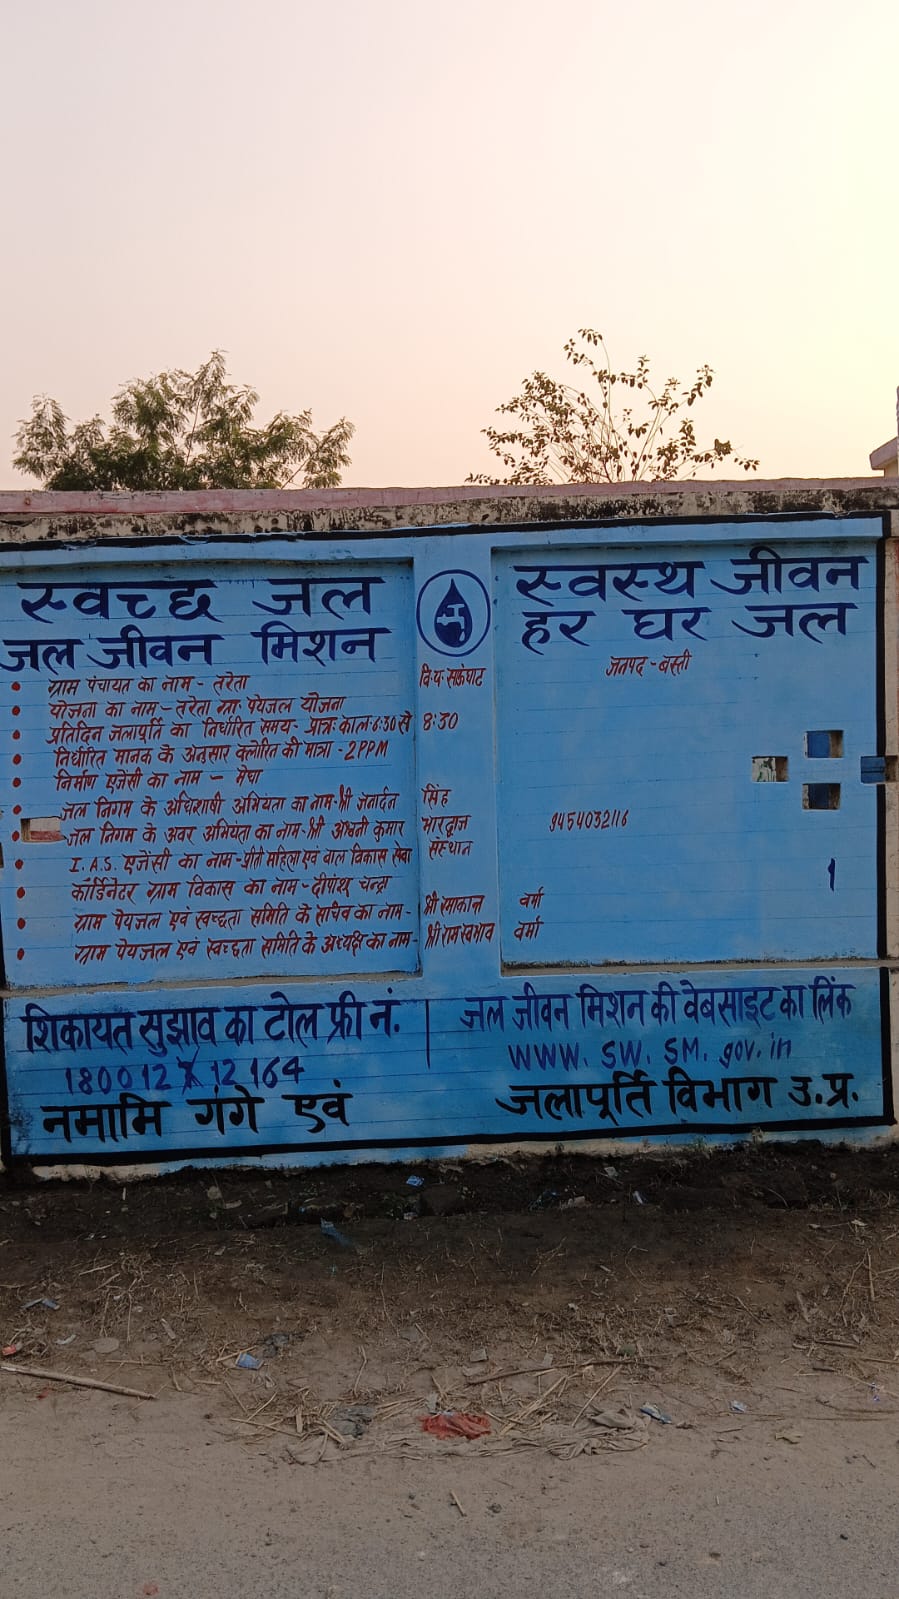 स्वच्छ जल
स्वस्थ जीवन
जल जीवन मिशन
हर घर जल
ग्राम पंचायत का नाम - तरेता वि.प. सऊंघाट जनपद - बस्ती
योजना का नाम - तरेता ग्रा. पेयजल योजना
प्रतिदिन जलापूर्ति का निर्धारित समय - प्रातः काल 6:30 से 8:30
निर्धारित मानक के अनुसार क्लोरित की मात्रा - 2PPM
निर्माण एजेंसी का नाम - मेघा
जल निगम के अधिशाषी अभियंता का नाम - श्री जनार्दन सिंह
जल निगम के अवर अभियंता का नाम - श्री अश्वनी कुमार भारद्वाज 9454032116
I.A.S. एजेंसी का नाम - प्रीती महिला एवं बाल विकास सेवा संस्थान
कॉर्डिनेटर ग्राम विकास का नाम - दीपांशु चन्द्रा
ग्राम पेयजल एवं स्वच्छता समिति के सचिव का नाम - श्री रमाकान्त वर्मा
ग्राम पेयजल एवं स्वच्छता समिति के अध्यक्ष का नाम - श्री राम स्वभाव वर्मा
शिकायत सुझाव का टोल फ्री नं.
180012 12164
जल जीवन मिशन की वेबसाइट का लिंक
WWW. SW. SM. gov. in
नमामि गंगे एवं
जलापूर्ति विभाग उ.प्र.